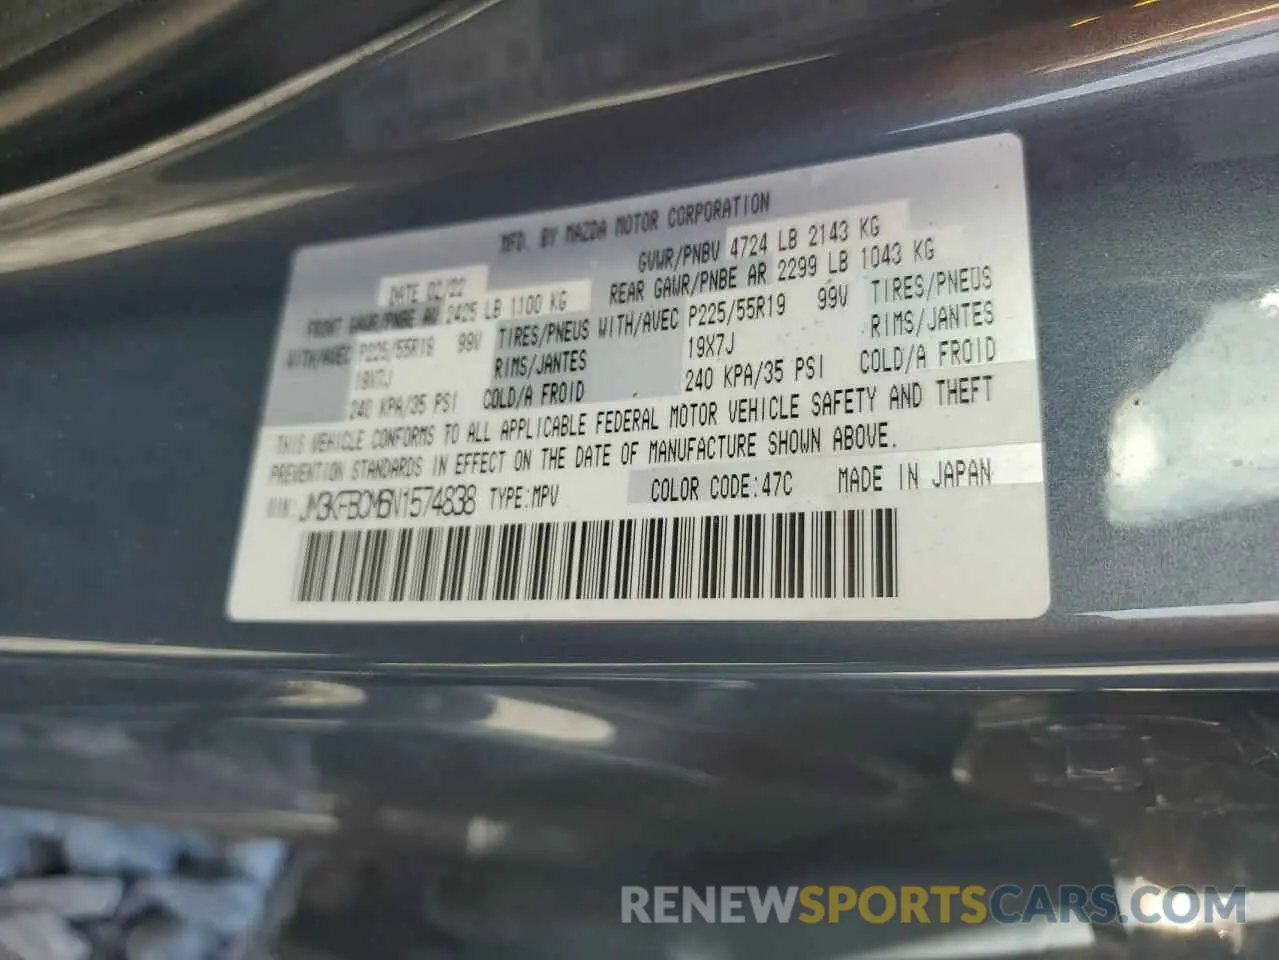 MFD. BY MAZDA MOTOR CORPORATION
DATE 02/22
GVWR/PNBV 4724 LB 2143 KG
FRONT GAWR/PNBE AV 2425 LB 1100 KG
REAR GAWR/PNBE AR 2299 LB 1043 KG
WITH/AVEC P225/55R19 99V TIRES/PNEUS WITH/AVEC P225/55R19 99V TIRES/PNEUS
19X7J RIMS/JANTES 19X7J RIMS/JANTES
240 KPA/35 PSI COLD/A FROID 240 KPA/35 PSI COLD/A FROID
THIS VEHICLE CONFORMS TO ALL APPLICABLE FEDERAL MOTOR VEHICLE SAFETY AND THEFT
PREVENTION STANDARDS IN EFFECT ON THE DATE OF MANUFACTURE SHOWN ABOVE.
VIN: JM3KFBCM6N1574838 TYPE:MPV COLOR CODE:47C MADE IN JAPAN
RENEWSPORTSCARS.COM